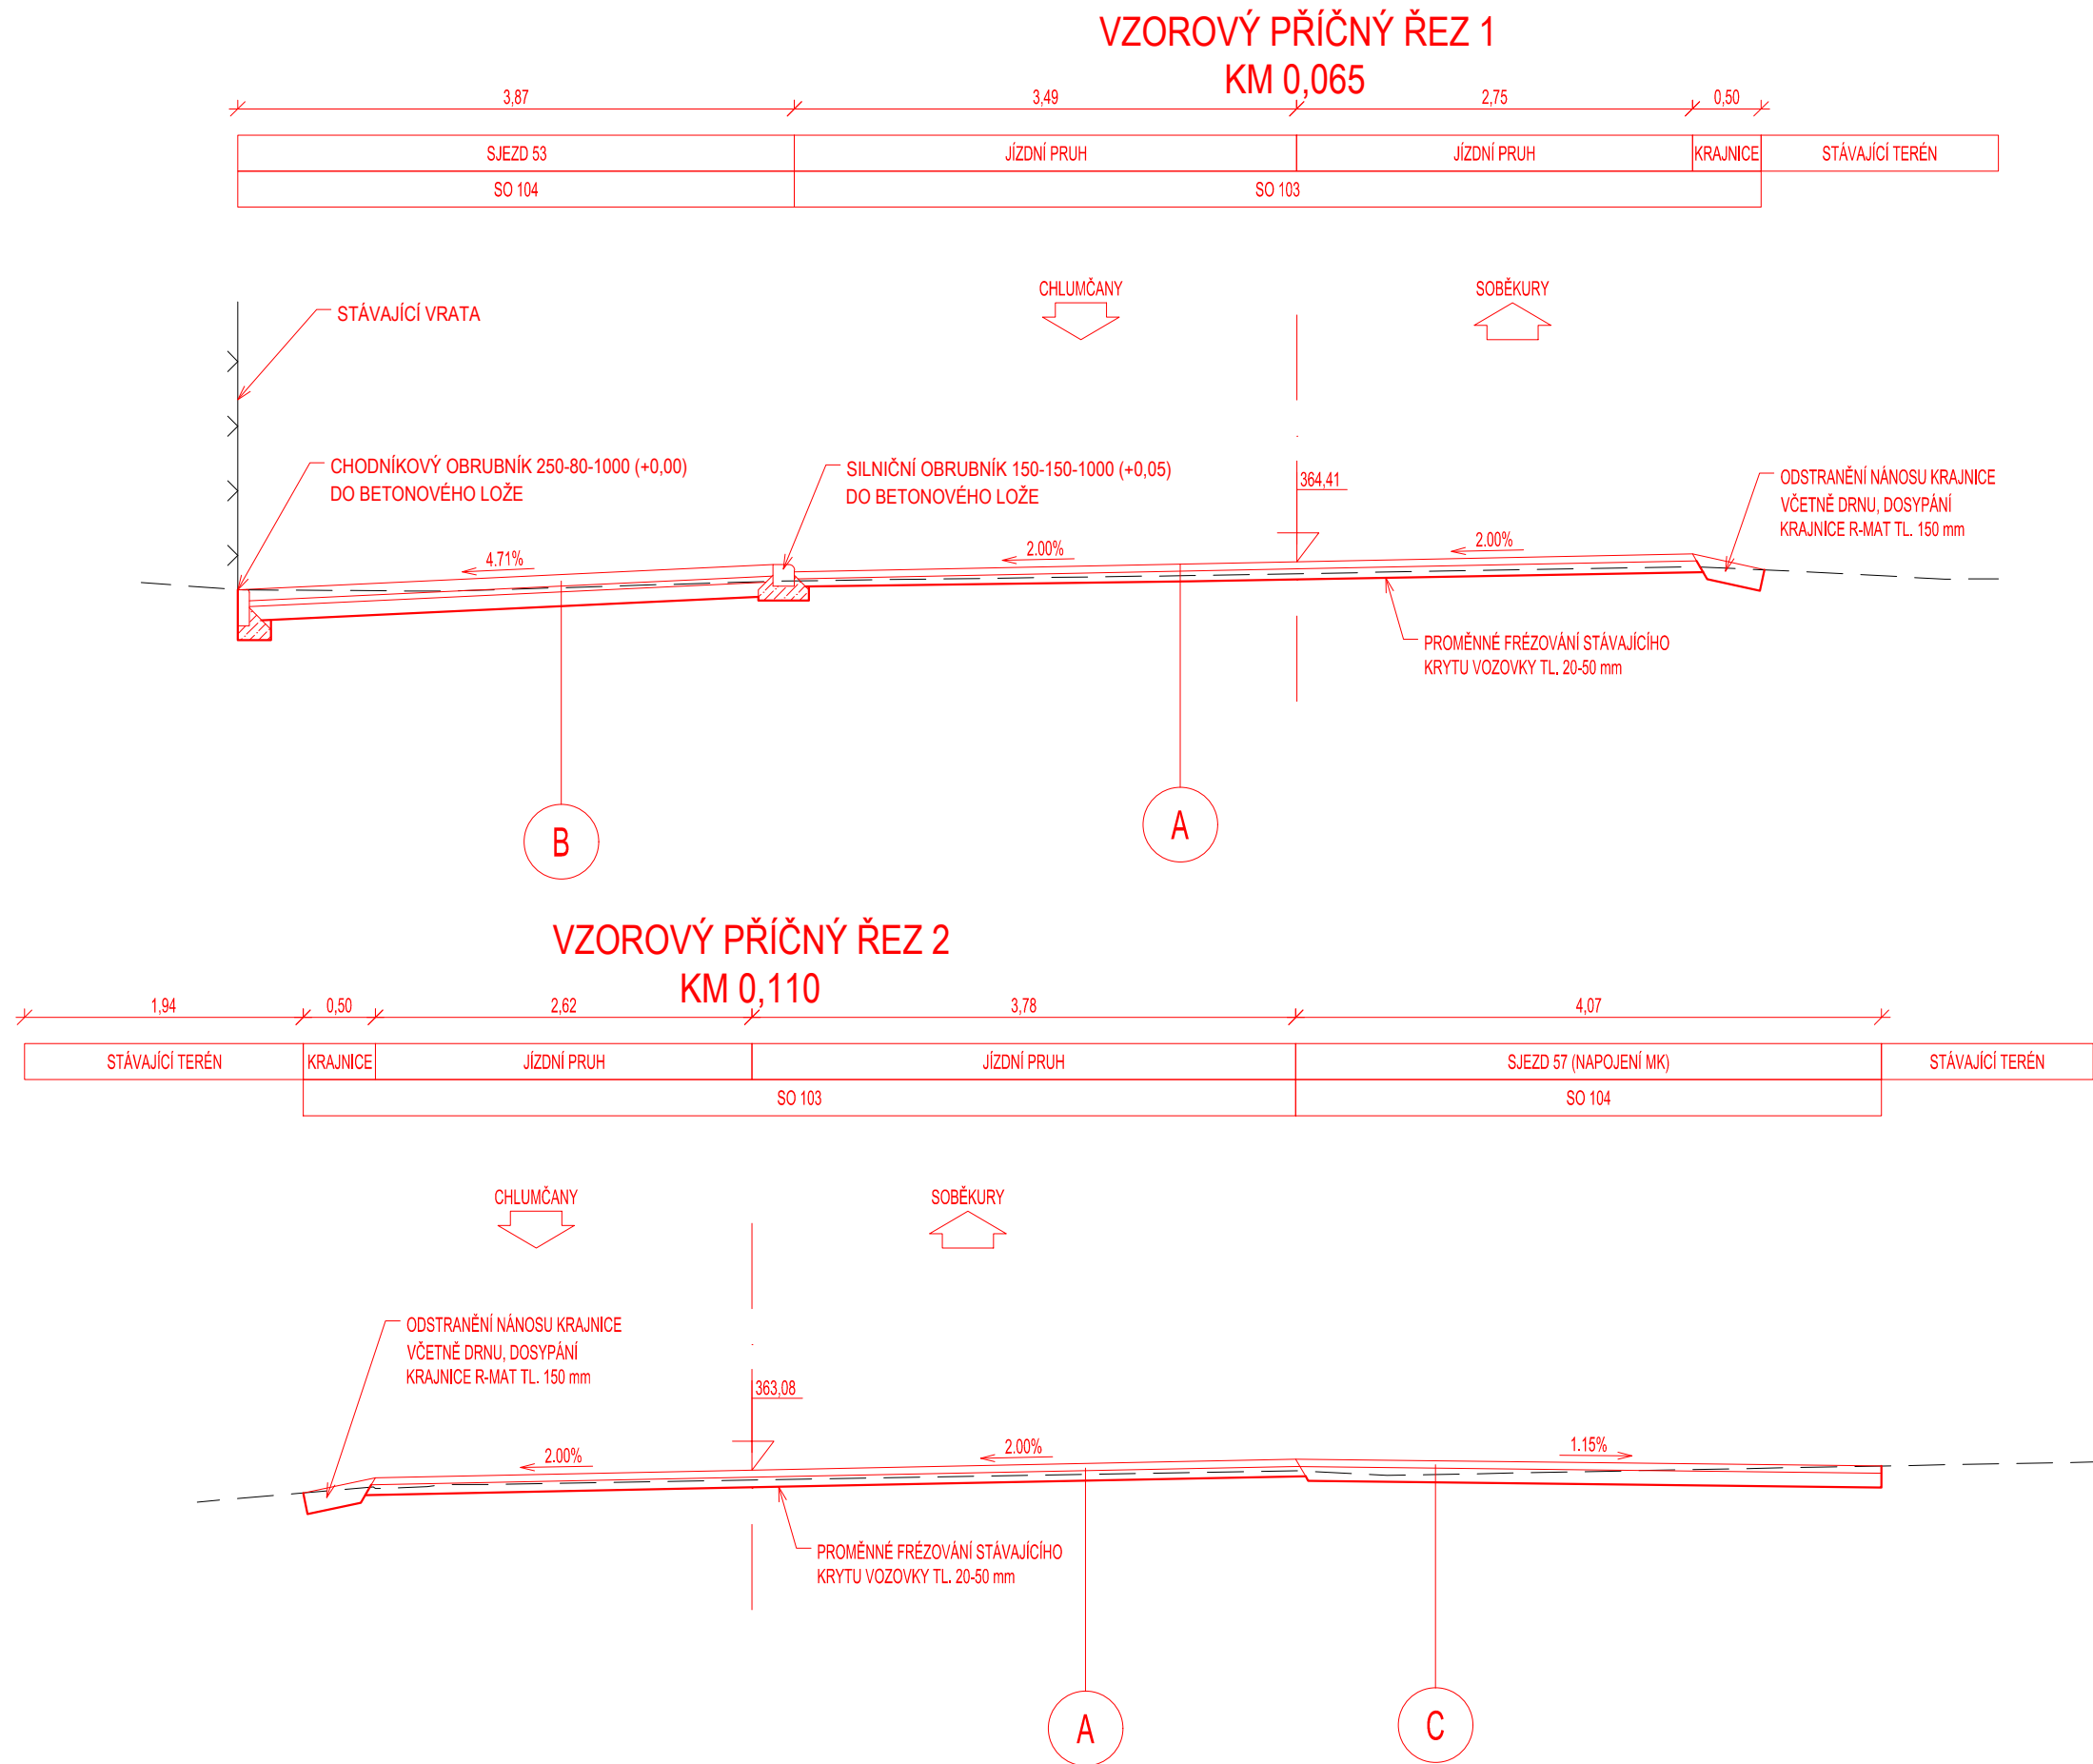 VZOROVÝ PŘÍČNÝ ŘEZ 1
KM 0,065
3,87
3,49
2,75
0,50
SJEZD 53
JÍZDNÍ PRUH
JÍZDNÍ PRUH
KRAJNICE
STÁVAJÍCÍ TERÉN
SO 104
SO 103
CHLUMČANY
SOBĚKURY
STÁVAJÍCÍ VRATA
CHODNÍKOVÝ OBRUBNÍK 250-80-1000 (+0,00)
DO BETONOVÉHO LOŽE
SILNIČNÍ OBRUBNÍK 150-150-1000 (+0,05)
DO BETONOVÉHO LOŽE
364,41
ODSTRANĚNÍ NÁNOSU KRAJNICE
VČETNĚ DRNU, DOSYPÁNÍ
KRAJNICE R-MAT TL. 150 mm
4.71%
2.00%
2.00%
PROMĚNNÉ FRÉZOVÁNÍ STÁVAJÍCÍHO
KRYTU VOZOVKY TL. 20-50 mm
B
A
VZOROVÝ PŘÍČNÝ ŘEZ 2
KM 0,110
1,94
0,50
2,62
3,78
4,07
STÁVAJÍCÍ TERÉN
KRAJNICE
JÍZDNÍ PRUH
JÍZDNÍ PRUH
SJEZD 57 (NAPOJENÍ MK)
STÁVAJÍCÍ TERÉN
SO 103
SO 104
CHLUMČANY
SOBĚKURY
ODSTRANĚNÍ NÁNOSU KRAJNICE
VČETNĚ DRNU, DOSYPÁNÍ
KRAJNICE R-MAT TL. 150 mm
363,08
2.00%
2.00%
1.15%
PROMĚNNÉ FRÉZOVÁNÍ STÁVAJÍCÍHO
KRYTU VOZOVKY TL. 20-50 mm
A
C